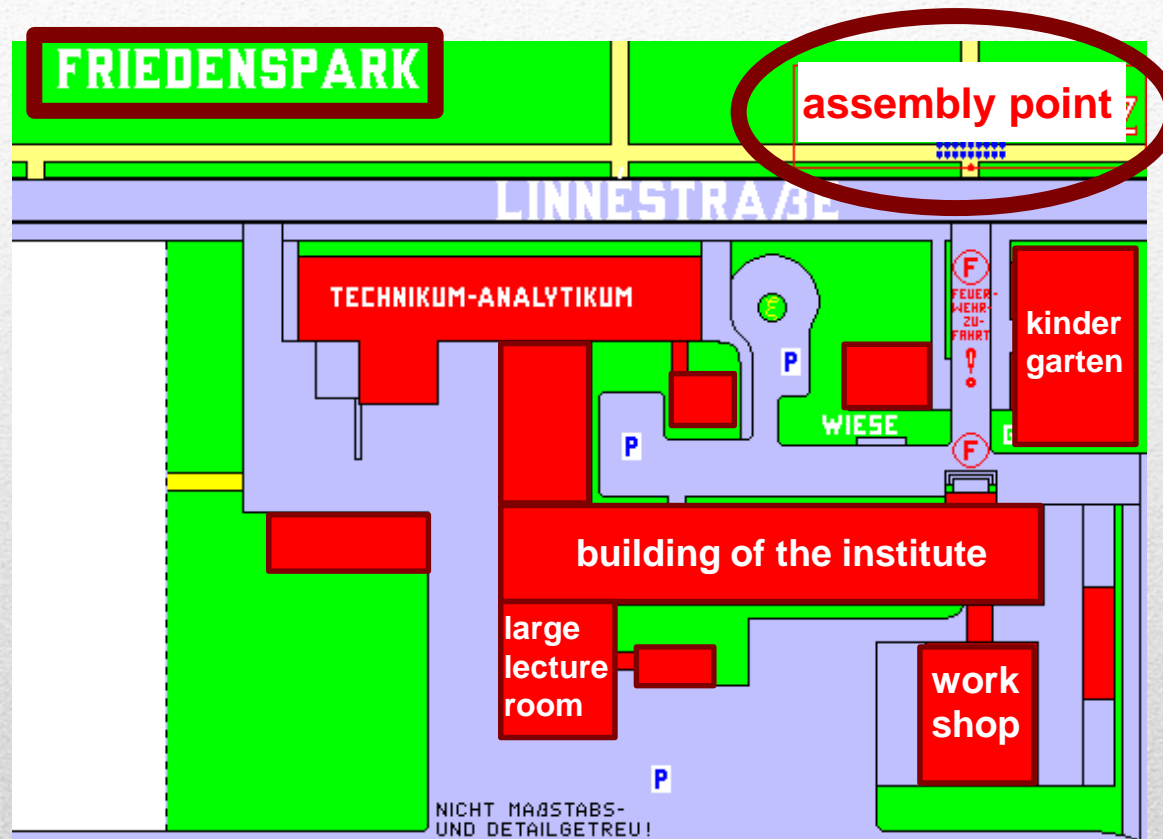 FRIEDENSPARK
assembly point
Z
LINNÉSTRAßE
TECHNIKUM-ANALYTIKUM
F
FEUER-
WEHR-
ZU-
FAHRT
!
kinder
garten
P
WIESE
P
F
building of the institute
large
lecture
room
work
shop
P
NICHT MAßSTABS-
UND DETAILGETREU!